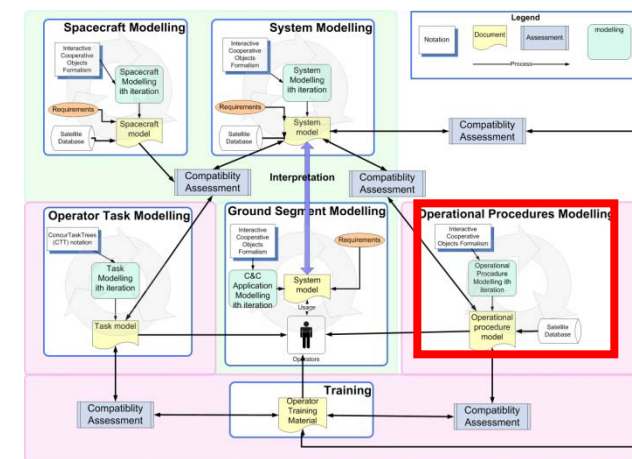 Spacecraft Modelling
Interactive
Cooperative
Objects
Formalism
Spacecraft
Modelling
ith iteration
Requirements
Spacecraft
model
Satellite
Database
System Modelling
Interactive
Cooperative
Objects
Formalism
System
Modelling
ith iteration
Requirements
System
model
Satellite
Database
Legend
Notation
Document
Assessment
modelling
Process
Compatiblity
Assessment
Compatiblity
Assessment
Interpretation
Compatiblity
Assessment
Operator Task Modelling
ConcurTaskTrees
(CTT) notation
Task
Modelling
ith iteration
Task model
Ground Segment Modelling
Interactive
Cooperative
Objects
Formalism
Requirements
C&C
Application
Modelling
ith iteration
System
model
Usage
Operators
Operational Procedures Modelling
Interactive
Cooperative
Objects Formalism
Operational
Procedure
Modelling ith
iteration
Operational
procedure
model
Satellite
Database
Training
Compatiblity
Assessment
Operator
Training
Material
Compatiblity
Assessment